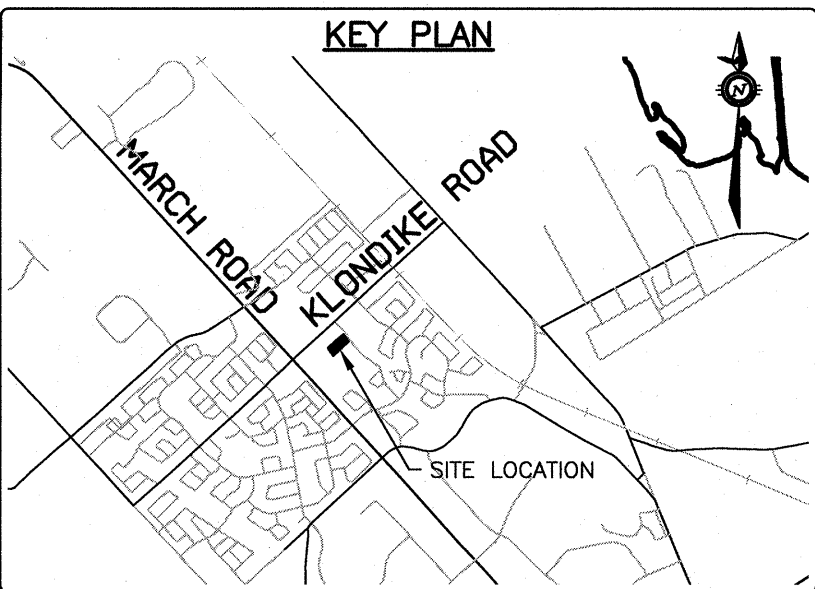 KEY PLAN
N
MARCH ROAD
KLONDIKE ROAD
SITE LOCATION